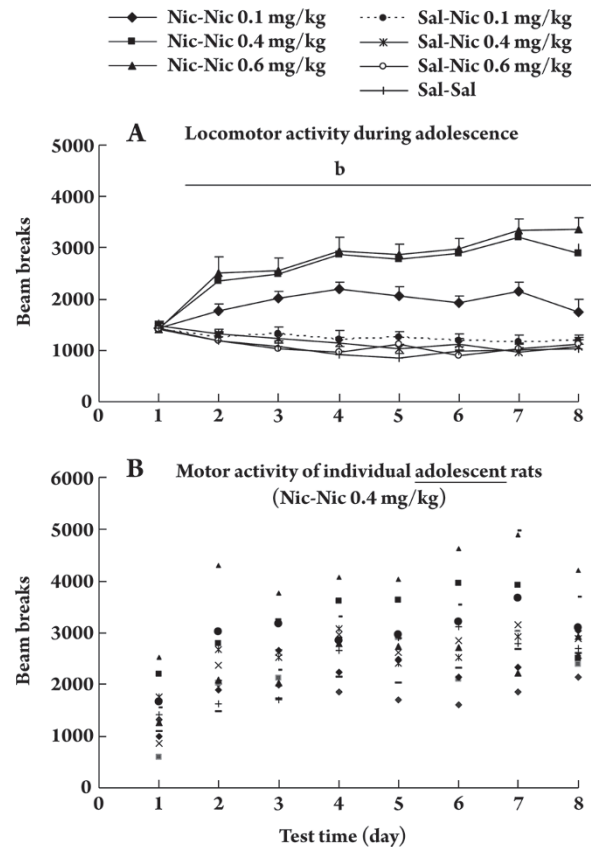 Nic-Nic 0.1 mg/kg
Nic-Nic 0.4 mg/kg
Nic-Nic 0.6 mg/kg
Sal-Nic 0.1 mg/kg
Sal-Nic 0.4 mg/kg
Sal-Nic 0.6 mg/kg
Sal-Sal
A Locomotor activity during adolescence
b
Beam breaks
5000
4000
3000
2000
1000
0
0 1 2 3 4 5 6 7 8
B Motor activity of individual adolescent rats
(Nic-Nic 0.4 mg/kg)
Beam breaks
6000
5000
4000
3000
2000
1000
0
0 1 2 3 4 5 6 7 8
Test time (day)